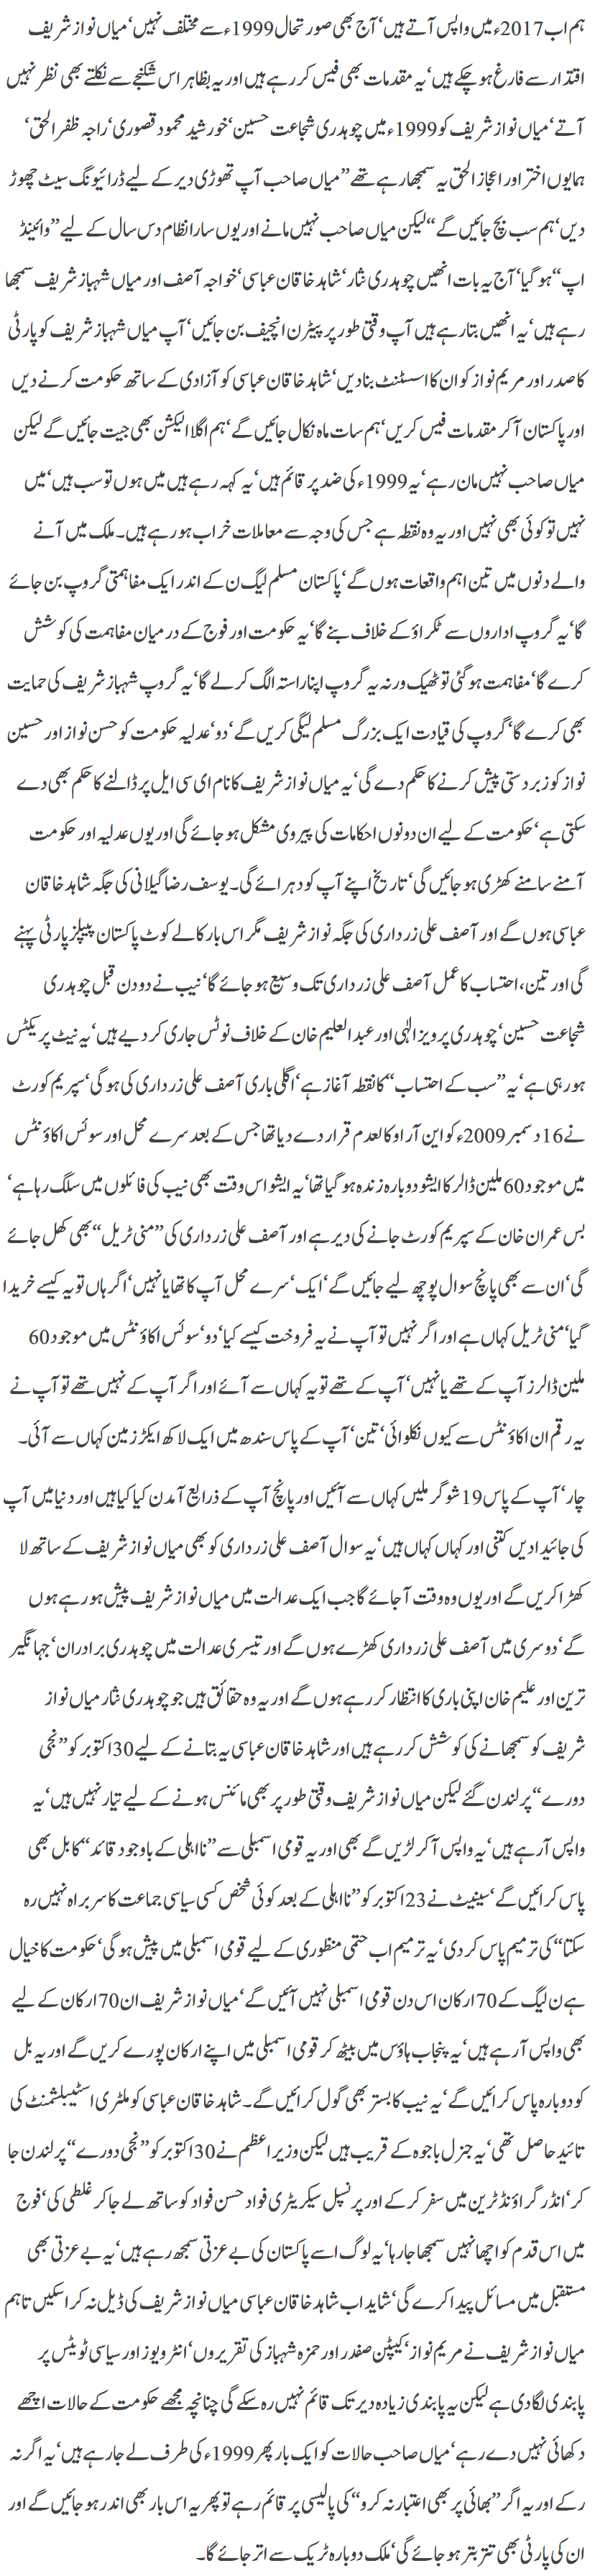 ہم اب 2017ء میں واپس آتے ہیں‘ آج بھی صورتحال 1999ء سے مختلف نہیں‘ میاں نواز شریف
اقتدار سے فارغ ہو چکے ہیں‘ یہ مقدمات بھی فیس کر رہے ہیں اور یہ بظاہر اس شکنجے سے نکلتے بھی نظر نہیں
آتے‘ میاں نواز شریف کو 1999ء میں چوہدری شجاعت حسین‘ خورشید محمود قصوری‘ راجہ ظفر الحق‘
ہمایوں اختر اور اعجاز الحق یہ سمجھا رہے تھے ”میاں صاحب آپ تھوڑی دیر کے لیے ڈرائیونگ سیٹ چھوڑ
دیں‘ ہم سب بچ جائیں گے“ لیکن میاں صاحب نہیں مانے اور یوں سارا نظام دس سال کے لیے ”وائینڈ
اپ“ ہو گیا‘ آج یہ بات انھیں چوہدری نثار‘ شاہد خاقان عباسی‘ خواجہ آصف اور میاں شہباز شریف سمجھا
رہے ہیں‘ یہ انھیں بتا رہے ہیں آپ وقتی طور پر پیٹرن انچیف بن جائیں‘ آپ میاں شہباز شریف کو پارٹی
کا صدر اور مریم نواز کو ان کا اسسٹنٹ بنا دیں‘ شاہد خاقان عباسی کو آزادی کے ساتھ حکومت کرنے دیں
اور پاکستان آ کر مقدمات فیس کریں‘ ہم سات ماہ نکال جائیں گے‘ ہم اگلا الیکشن بھی جیت جائیں گے لیکن
میاں صاحب نہیں مان رہے‘ یہ 1999ء کی ضد پر قائم ہیں‘ یہ کہہ رہے ہیں میں ہوں تو سب ہیں‘ میں
نہیں تو کوئی بھی نہیں اور یہ وہ نقطہ ہے جس کی وجہ سے معاملات خراب ہو رہے ہیں۔ ملک میں آنے
والے دنوں میں تین اہم واقعات ہوں گے‘ پاکستان مسلم لیگ ن کے اندر ایک مفاہمتی گروپ بن جائے
گا‘ یہ گروپ اداروں سے ٹکراؤ کے خلاف بنے گا‘ یہ حکومت اور فوج کے درمیان مفاہمت کی کوشش
کرے گا‘ مفاہمت ہو گئی تو ٹھیک ورنہ یہ گروپ اپنا راستہ الگ کر لے گا‘ یہ گروپ شہباز شریف کی حمایت
بھی کرے گا‘ گروپ کی قیادت ایک بزرگ مسلم لیگی کریں گے‘ دو‘ عدلیہ حکومت کو حسن نواز اور حسین
نواز کو زبردستی پیش کرنے کا حکم دے گی‘ یہ میاں نواز شریف کا نام ای سی ایل پر ڈالنے کا حکم بھی دے
سکتی ہے‘ حکومت کے لیے ان دونوں احکامات کی پیروی مشکل ہو جائے گی اور یوں عدلیہ اور حکومت
آمنے سامنے کھڑی ہو جائیں گی‘ تاریخ اپنے آپ کو دہرائے گی۔ یوسف رضا گیلانی کی جگہ شاہد خاقان
عباسی ہوں گے اور آصف علی زرداری کی جگہ نواز شریف مگر اس بار کالے کوٹ پاکستان پیپلز پارٹی پہنے
گی اور تین، احتساب کا عمل آصف علی زرداری تک وسیع ہو جائے گا‘ نیب نے دو دن قبل چوہدری
شجاعت حسین‘ چوہدری پرویز الٰہی اور عبدالعلیم خان کے خلاف نوٹس جاری کر دیے ہیں‘ یہ نیٹ پریکٹس
ہو رہی ہے‘ یہ ”سب کے احتساب“ کا نقطہ آغاز ہے‘ اگلی باری آصف علی زرداری کی ہو گی‘ سپریم کورٹ
نے 16 دسمبر 2009ء کو این آر او کالعدم قرار دے دیا تھا جس کے بعد سرے محل اور سوئس اکاؤنٹس
میں موجود 60 ملین ڈالر کا ایشو دوبارہ زندہ ہو گیا تھا‘ یہ ایشو اس وقت بھی نیب کی فائلوں میں سلگ رہا ہے‘
بس عمران خان کے سپریم کورٹ جانے کی دیر ہے اور آصف علی زرداری کی ”منی ٹریل“ بھی کھل جائے
گی‘ ان سے بھی پانچ سوال پوچھ لیے جائیں گے‘ ایک‘ سرے محل آپ کا تھا یا نہیں‘ اگر ہاں تو یہ کیسے خریدا
گیا‘ منی ٹریل کہاں ہے اور اگر نہیں تو آپ نے یہ فروخت کیسے کیا‘ دو‘ سوئس اکاؤنٹس میں موجود 60
ملین ڈالرز آپ کے تھے یا نہیں‘ آپ کے تھے تو یہ کہاں سے آئے اور اگر آپ کے نہیں تھے تو آپ نے
یہ رقم ان اکاؤنٹس سے کیوں نکلوائی‘ تین‘ آپ کے پاس سندھ میں ایک لاکھ ایکڑ زمین کہاں سے آئی۔
چار‘ آپ کے پاس 19 شوگر ملیں کہاں سے آئیں اور پانچ آپ کے ذرایع آمدن کیا کیا ہیں اور دنیا میں آپ
کی جائیدادیں کتنی اور کہاں کہاں ہیں‘ یہ سوال آصف علی زرداری کو بھی میاں نواز شریف کے ساتھ لا
کھڑا کریں گے اور یوں وہ وقت آ جائے گا جب ایک عدالت میں میاں نواز شریف پیش ہو رہے ہوں
گے‘ دوسری میں آصف علی زرداری کھڑے ہوں گے اور تیسری عدالت میں چوہدری برادران‘ جہانگیر
ترین اور علیم خان اپنی باری کا انتظار کر رہے ہوں گے اور یہ وہ حقائق ہیں جو چوہدری نثار میاں نواز
شریف کو سمجھانے کی کوشش کر رہے ہیں اور شاہد خاقان عباسی یہ بتانے کے لیے 30 اکتوبر کو ”نجی
دورے“ پر لندن گئے لیکن میاں نواز شریف وقتی طور پر بھی مائنس ہونے کے لیے تیار نہیں ہیں‘ یہ
واپس آ رہے ہیں‘ یہ واپس آ کر لڑیں گے بھی اور یہ قومی اسمبلی سے ”نااہلی کے باوجود قائد“ کا بل بھی
پاس کرائیں گے‘ سینیٹ نے 23 اکتوبر کو ”نااہلی کے بعد کوئی شخص کسی سیاسی جماعت کا سربراہ نہیں رہ
سکتا“ کی ترمیم پاس کر دی‘ یہ ترمیم اب حتمی منظوری کے لیے قومی اسمبلی میں پیش ہو گی‘ حکومت کا خیال
ہے ن لیگ کے 70 ارکان اس دن قومی اسمبلی نہیں آئیں گے‘ میاں نواز شریف ان 70 ارکان کے لیے
بھی واپس آ رہے ہیں‘ یہ پنجاب ہاؤس میں بیٹھ کر قومی اسمبلی میں اپنے ارکان پورے کریں گے اور یہ بل
کو دوبارہ پاس کرائیں گے‘ یہ نیب کا بستر بھی گول کرائیں گے۔ شاہد خاقان عباسی کو ملٹری اسٹیبلشمنٹ کی
تائید حاصل تھی‘ یہ جنرل باجوہ کے قریب ہیں لیکن وزیراعظم نے 30 اکتوبر کو ”نجی دورے“ پر لندن جا
کر‘ انڈر گراؤنڈ ٹرین میں سفر کر کے اور پرنسپل سیکریٹری فواد حسن فواد کو ساتھ لے جا کر غلطی کی‘ فوج
میں اس قدم کو اچھا نہیں سمجھا جا رہا‘ یہ لوگ اسے پاکستان کی بے عزتی سمجھ رہے ہیں‘ یہ بے عزتی بھی
مستقبل میں مسائل پیدا کرے گی‘ شاید اب شاہد خاقان عباسی میاں نواز شریف کی ڈیل نہ کرا سکیں تاہم
میاں نواز شریف نے مریم نواز‘ کیپٹن صفدر اور حمزہ شہباز کی تقریروں‘ انٹرویوز اور سیاسی ٹویٹس پر
پابندی لگا دی ہے لیکن یہ پابندی زیادہ دیر تک قائم نہیں رہ سکے گی چنانچہ مجھے حکومت کے حالات اچھے
دکھائی نہیں دے رہے‘ میاں صاحب حالات کو ایک بار پھر 1999ء کی طرف لے جا رہے ہیں‘ یہ اگر نہ
رکے اور یہ اگر ”بھائی پر بھی اعتبار نہ کرو“ کی پالیسی پر قائم رہے تو پھر یہ اس بار بھی اندر ہو جائیں گے اور
ان کی پارٹی بھی تتر بتر ہو جائے گی‘ ملک دوبارہ ٹریک سے اتر جائے گا۔